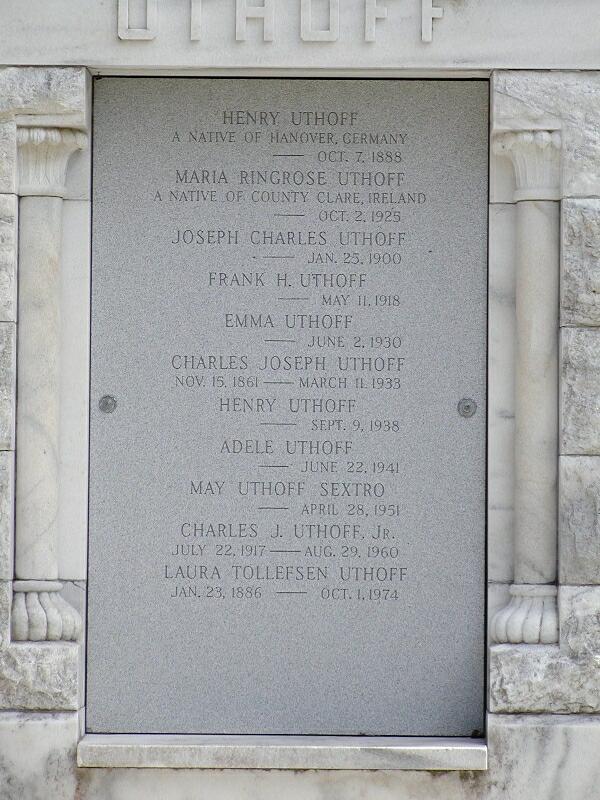 UTHOFF
HENRY UTHOFF
A NATIVE OF HANOVER, GERMANY
—— OCT. 7, 1888
MARIA RINGROSE UTHOFF
A NATIVE OF COUNTY CLARE, IRELAND
—— OCT. 2, 1925
JOSEPH CHARLES UTHOFF
—— JAN. 25, 1900
FRANK H. UTHOFF
—— MAY 11, 1918
EMMA UTHOFF
—— JUNE 2, 1930
CHARLES JOSEPH UTHOFF
NOV. 15, 1861 —— MARCH 11, 1933
HENRY UTHOFF
—— SEPT. 9, 1938
ADELE UTHOFF
—— JUNE 22, 1941
MAY UTHOFF SEXTRO
—— APRIL 28, 1951
CHARLES J. UTHOFF, JR.
JULY 22, 1917 —— AUG. 29, 1960
LAURA TOLLEFSEN UTHOFF
JAN. 23, 1886 —— OCT. 1, 1974